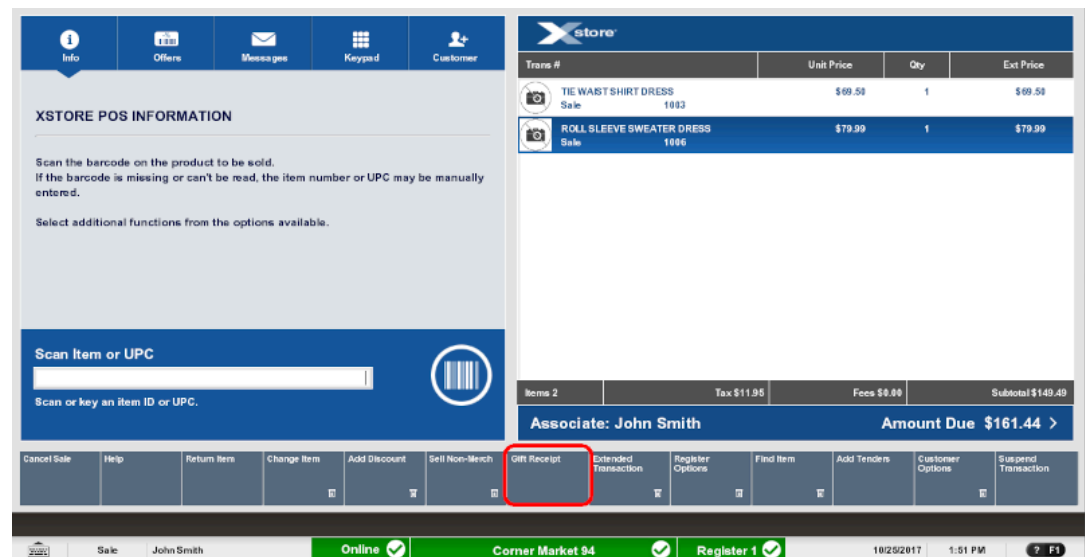 Info
Offers
Messages
Keypad
Customer
XSTORE POS INFORMATION
Scan the barcode on the product to be sold.
If the barcode is missing or can't be read, the item number or UPC may be manually
entered.
Select additional functions from the options available.
Scan Item or UPC
Scan or key an item ID or UPC.
Xstore
Trans # Unit Price Qty Ext Price
TIE WAIST SHIRT DRESS $69.50 1 $69.50
Sale 1003
ROLL SLEEVE SWEATER DRESS $79.99 1 $79.99
Sale 1006
Items 2 Tax $11.95 Fees $0.00 Subtotal $149.49
Associate: John Smith Amount Due $161.44 >
Cancel Sale
Help
Return Item
Change Item
Add Discount
Sell Non-Merch
Gift Receipt
Extended
Transaction
Register
Options
Find Item
Add Tenders
Customer
Options
Suspend
Transaction
Sale John Smith Online Corner Market 94 Register 1 10/25/2017 1:51 PM ? F1